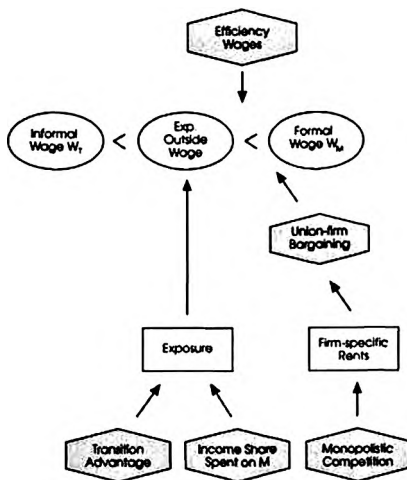 Efficiency
Wages
Informal
Wage W_T
<
Exp.
Outside
Wage
<
Formal
Wage W_M
Union-firm
Bargaining
Exposure
Firm-specific
Rents
Transition
Advantage
Income Share
Spent on M
Monopolistic
Competition